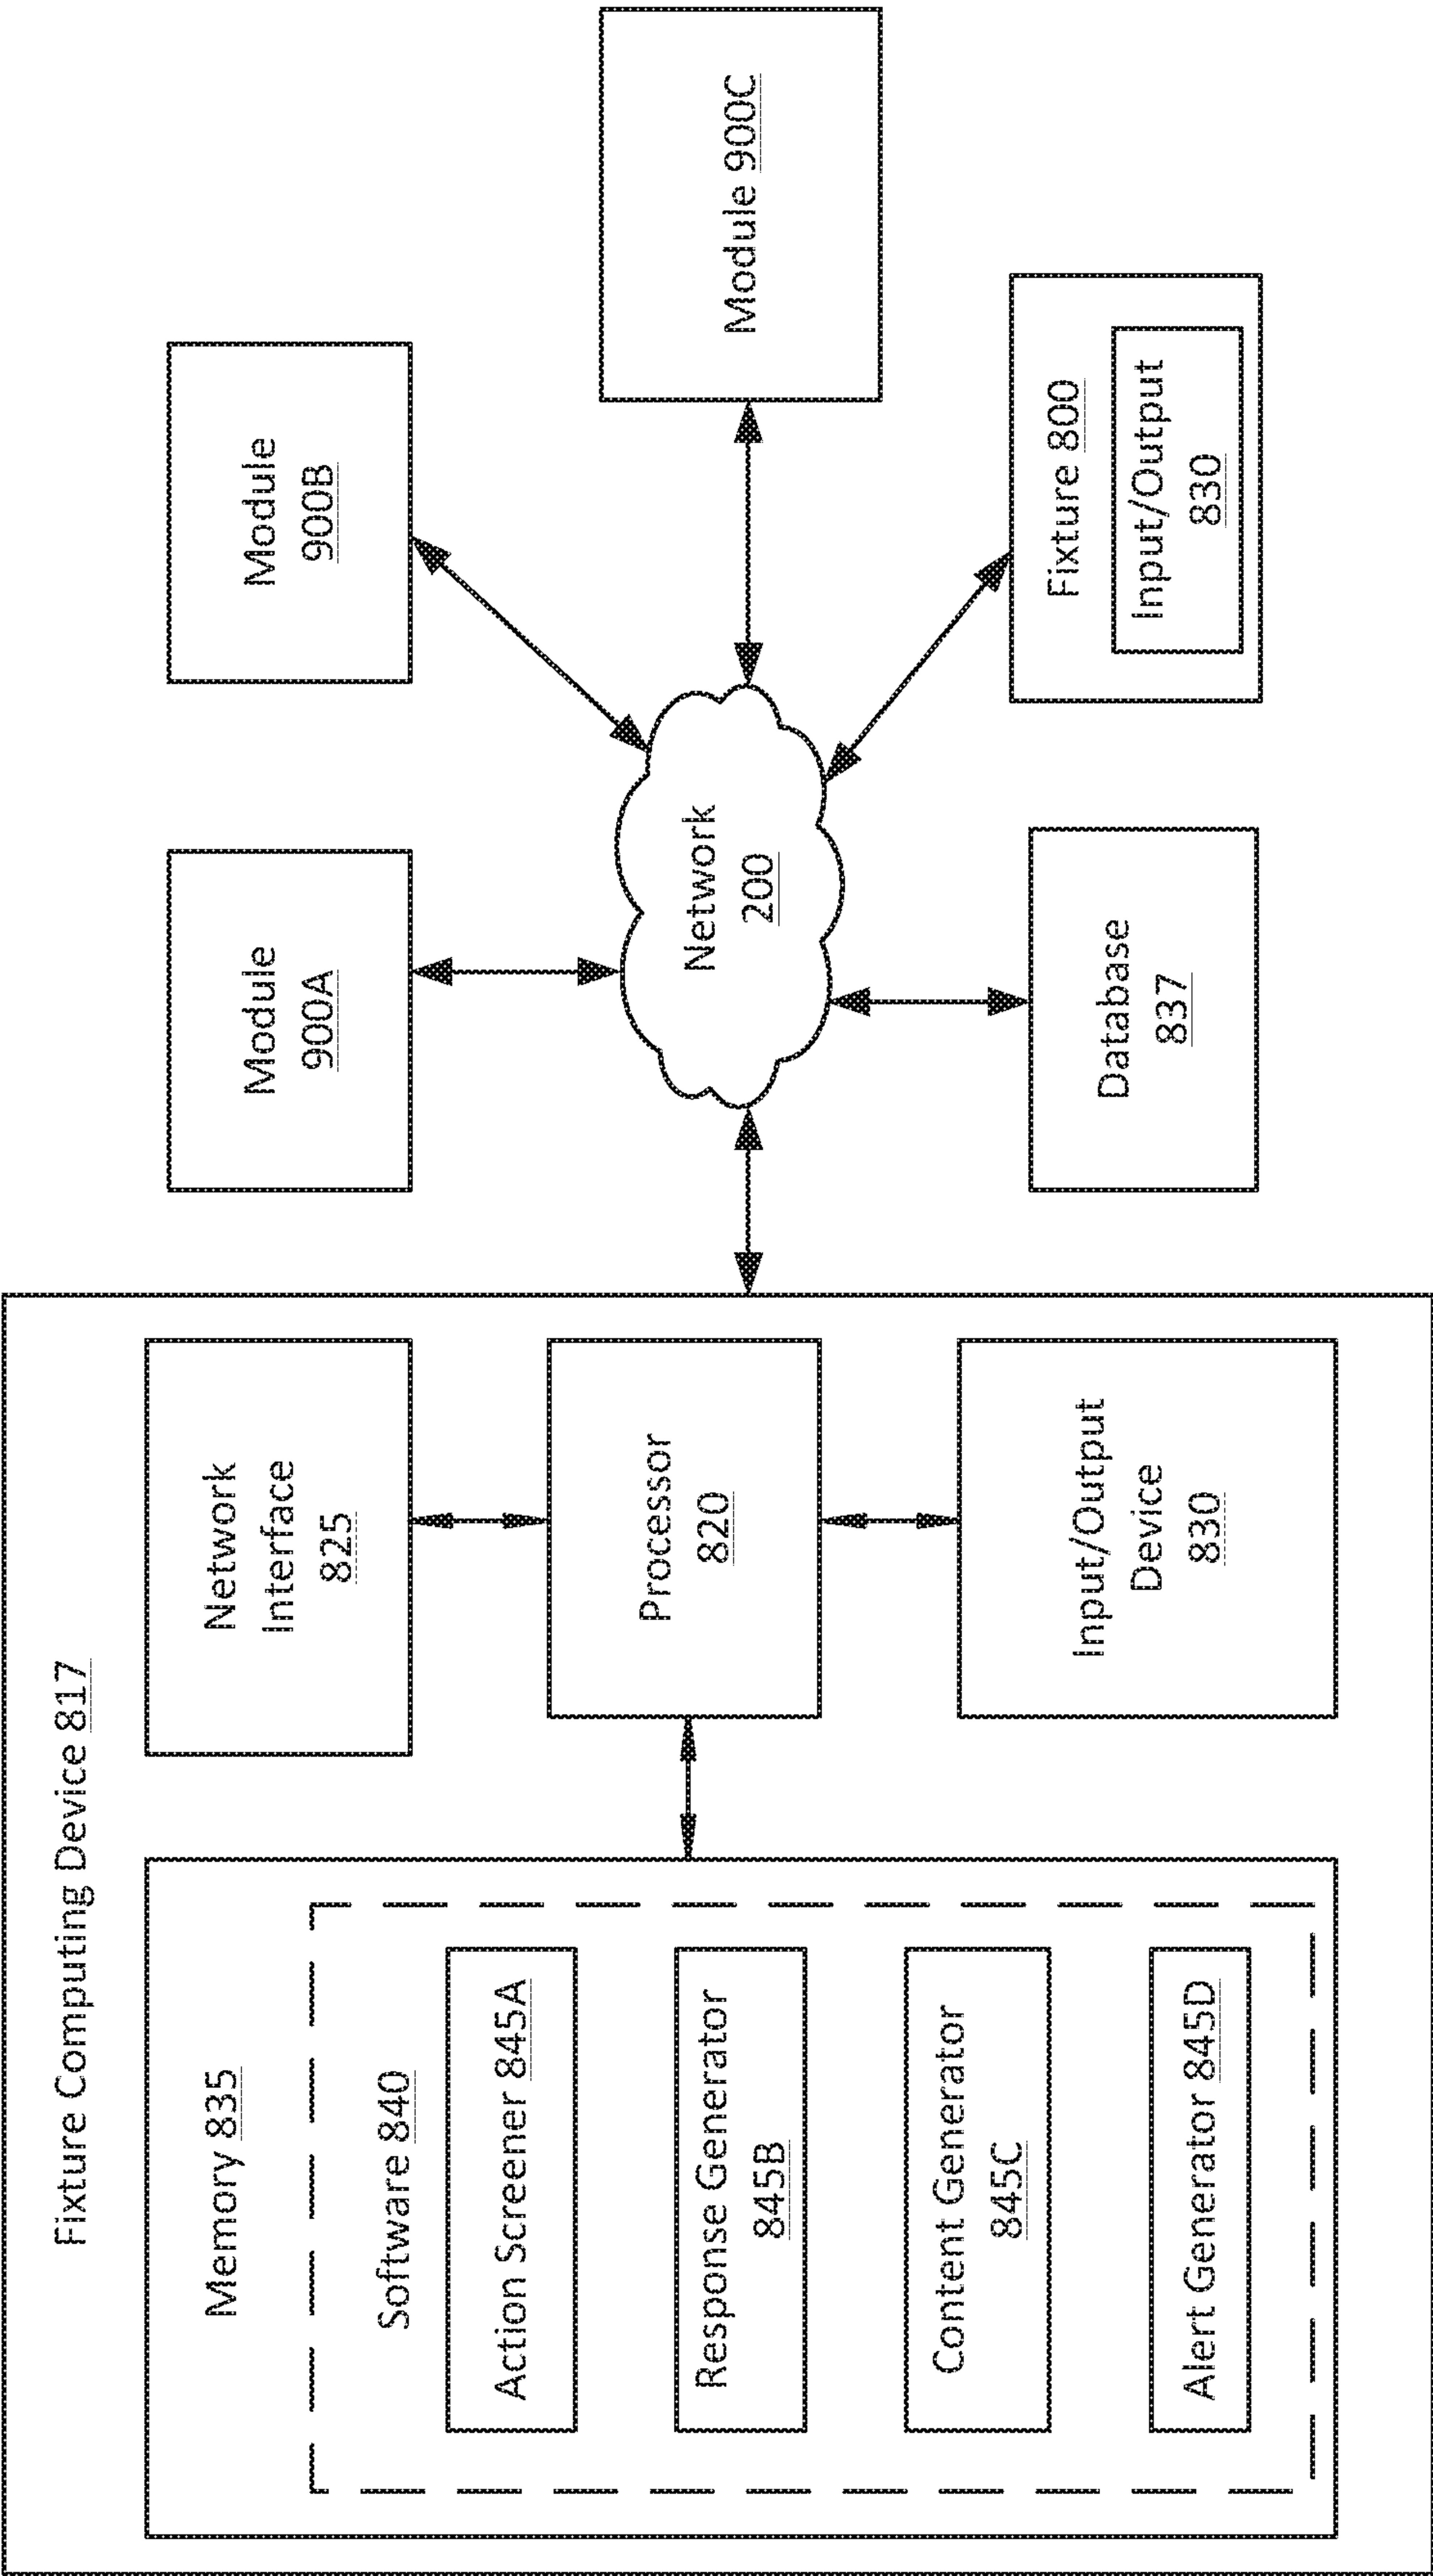 Fixture Computing Device 817
Memory 835
Software 840
Action Screener 845A
Response Generator
845B
Content Generator
845C
Alert Generator 845D
Network
Interface
825
Processor
820
Input/Output
Device
830
Module
900A
Module
900B
Network
200
Module 900C
Database
837
Fixture 800
Input/Output
830